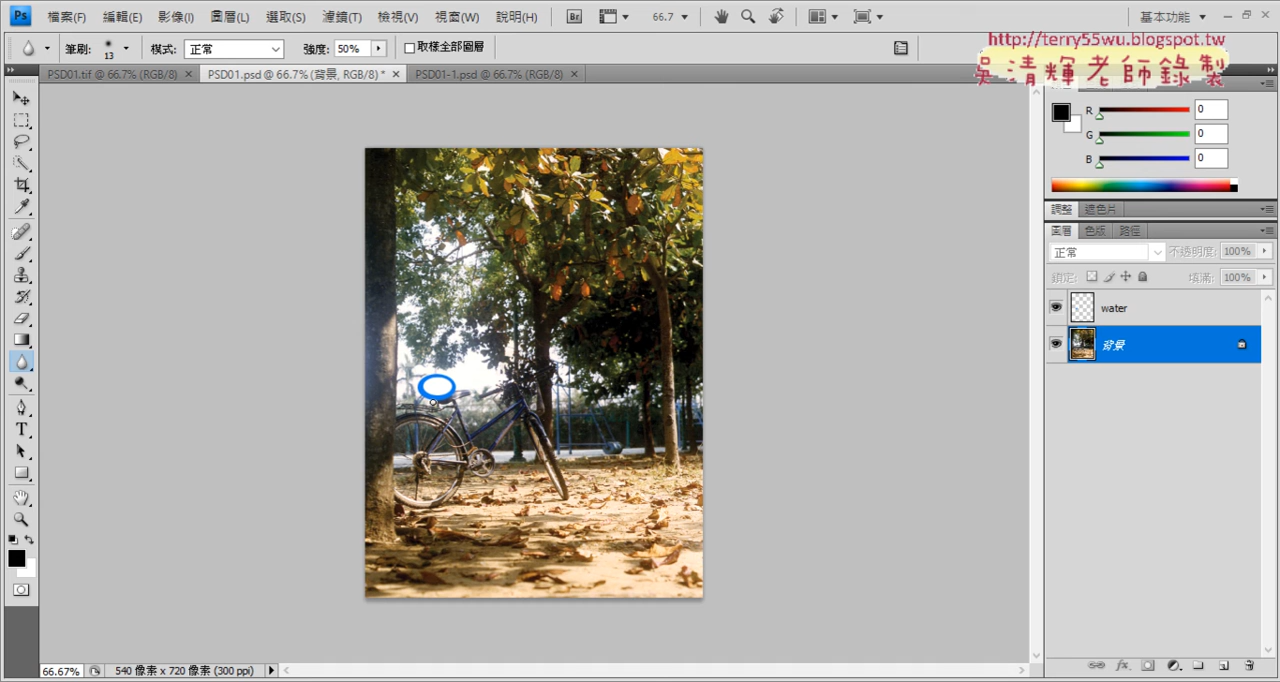 Ps 檔案(F) 編輯(E) 影像(I) 圖層(L) 選取(S) 濾鏡(T) 檢視(V) 視窗(W) 說明(H) Br 66.7 基本功能
http://terry55wu.blogspot.tw
筆刷: 13 模式: 正常 強度: 50% 取樣全部圖層
吳清輝老師錄製
PSD01.tif @ 66.7% (RGB/8) PSD01.psd @ 66.7% (背景, RGB/8) * PSD01-1.psd @ 66.7% (RGB/8)
R 0
G 0
B 0
調整 遮色片
圖層 色版 路徑
正常 不透明度: 100%
鎖定: 填滿: 100%
water
背景
T
66.67% 540 像素 x 720 像素 (300 ppi)
fx